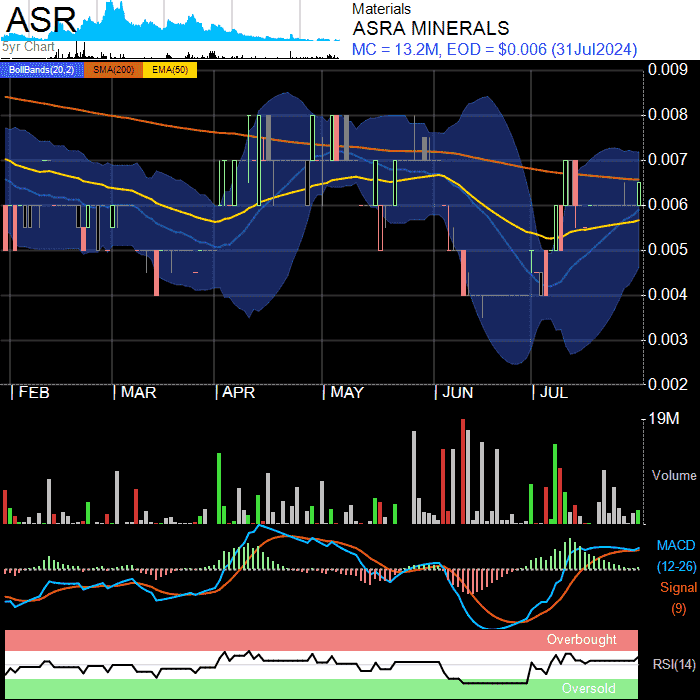 ASR
5yr Chart
Materials
ASRA MINERALS
MC = 13.2M, EOD = $0.006 (31Jul2024)
BollBands(20,2) SMA(200) EMA(50)
0.009
0.008
0.007
0.006
0.005
0.004
0.003
0.002
FEB MAR APR MAY JUN JUL
19M
Volume
MACD
(12-26)
Signal
(9)
Overbought
RSI(14)
Oversold